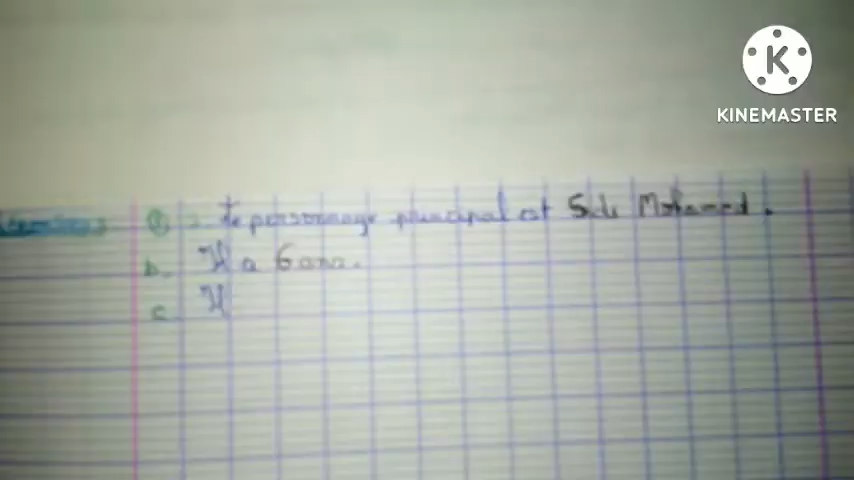 KINEMASTER
a. Le personnage principal est Sidi Mohamed.
b. Il a 6 ans.
c Il